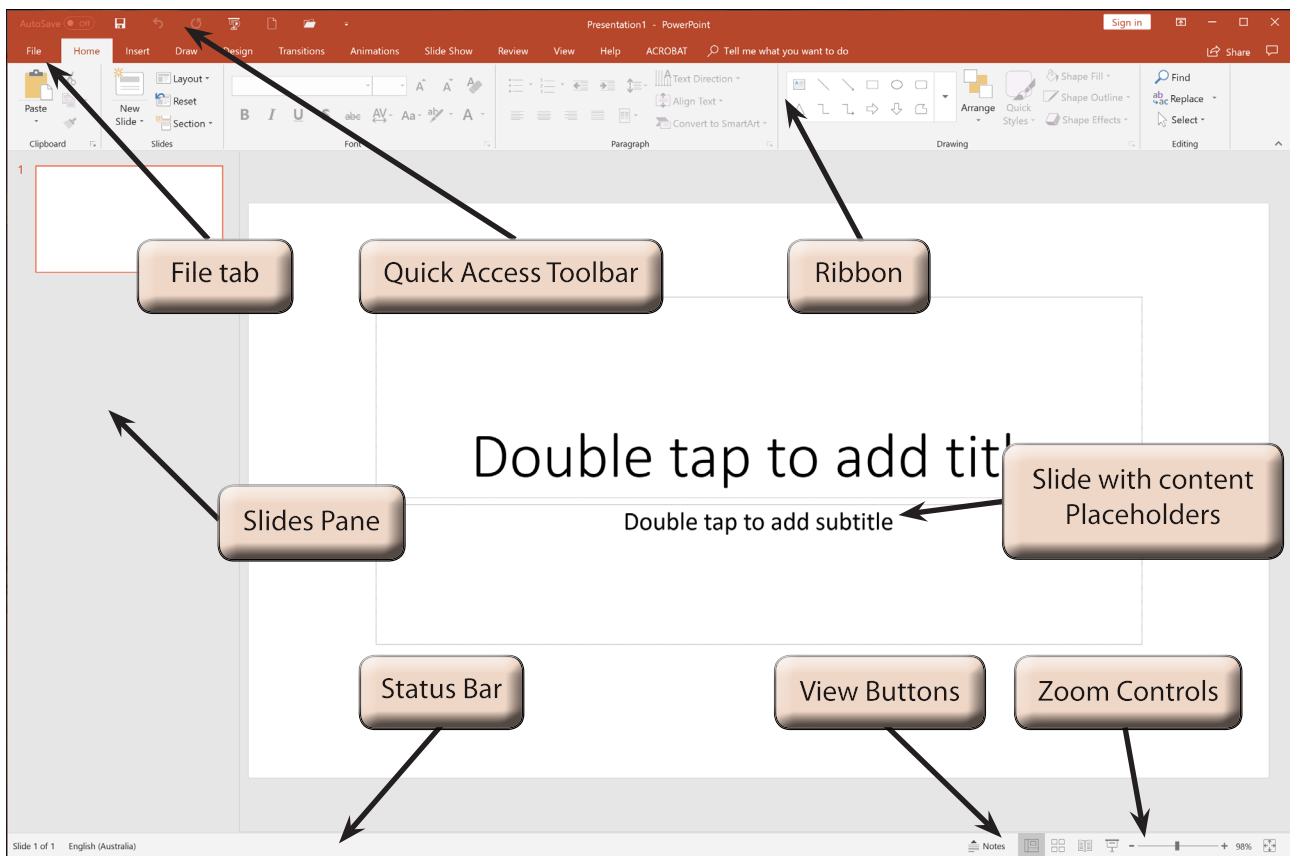 AutoSave Off
Presentation1 - PowerPoint
Sign in
File Home Insert Draw Design Transitions Animations Slide Show Review View Help ACROBAT Tell me what you want to do
Share
Paste
New
Slide
Layout
Reset
Section
B I U S abc AV Aa A
Text Direction
Align Text
Convert to SmartArt
Arrange
Quick
Styles
Shape Fill
Shape Outline
Shape Effects
Find
Replace
Select
Clipboard Slides Font Paragraph Drawing Editing
1
File tab
Quick Access Toolbar
Ribbon
Double tap to add titl
Slide with content
Placeholders
Slides Pane
Double tap to add subtitle
Status Bar
View Buttons
Zoom Controls
Slide 1 of 1 English (Australia)
Notes
98%